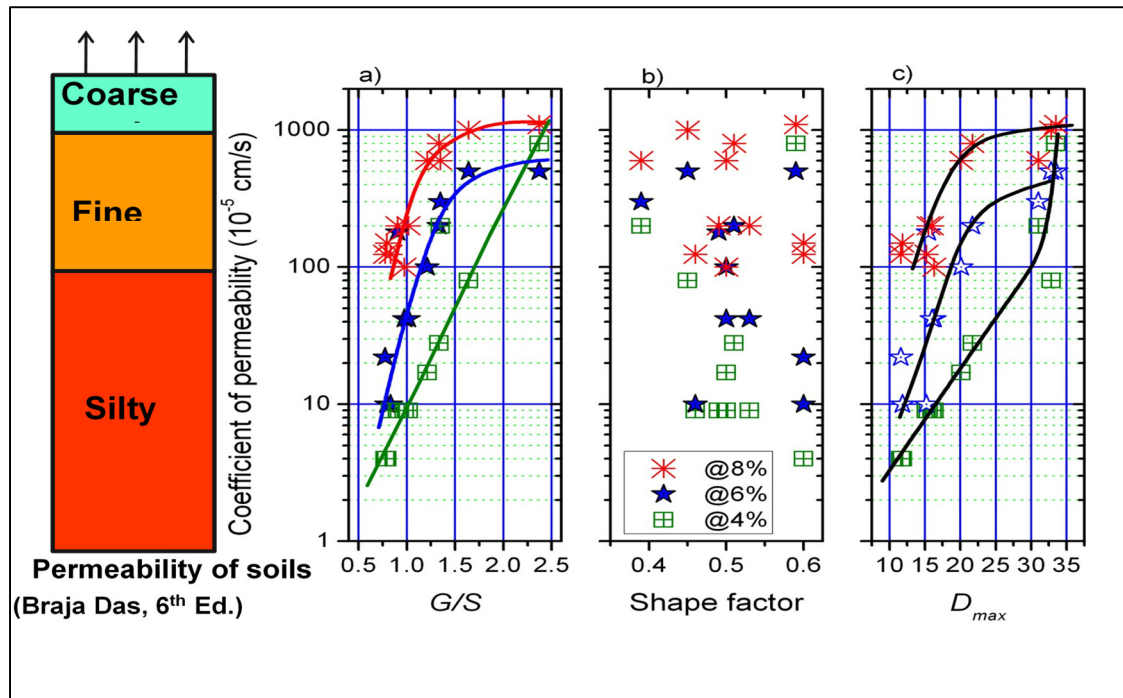 Coarse
-
Fine
Silty
Permeability of soils
(Braja Das, 6th Ed.)
Coefficient of permeability (10-5 cm/s)
1000
100
10
1
a)
0.5 1.0 1.5 2.0 2.5
G/S
b)
@8%
@6%
@4%
0.4 0.5 0.6
Shape factor
c)
10 15 20 25 30 35
Dmax